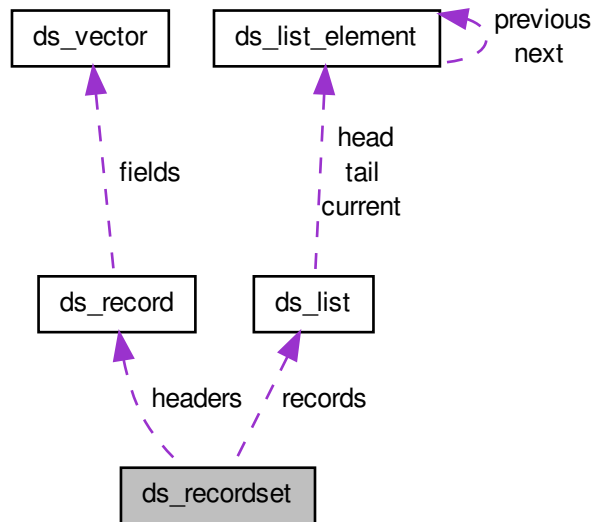 ds_vector
ds_list_element
previous
next
head
fields
tail
current
ds_record
ds_list
headers
records
ds_recordset